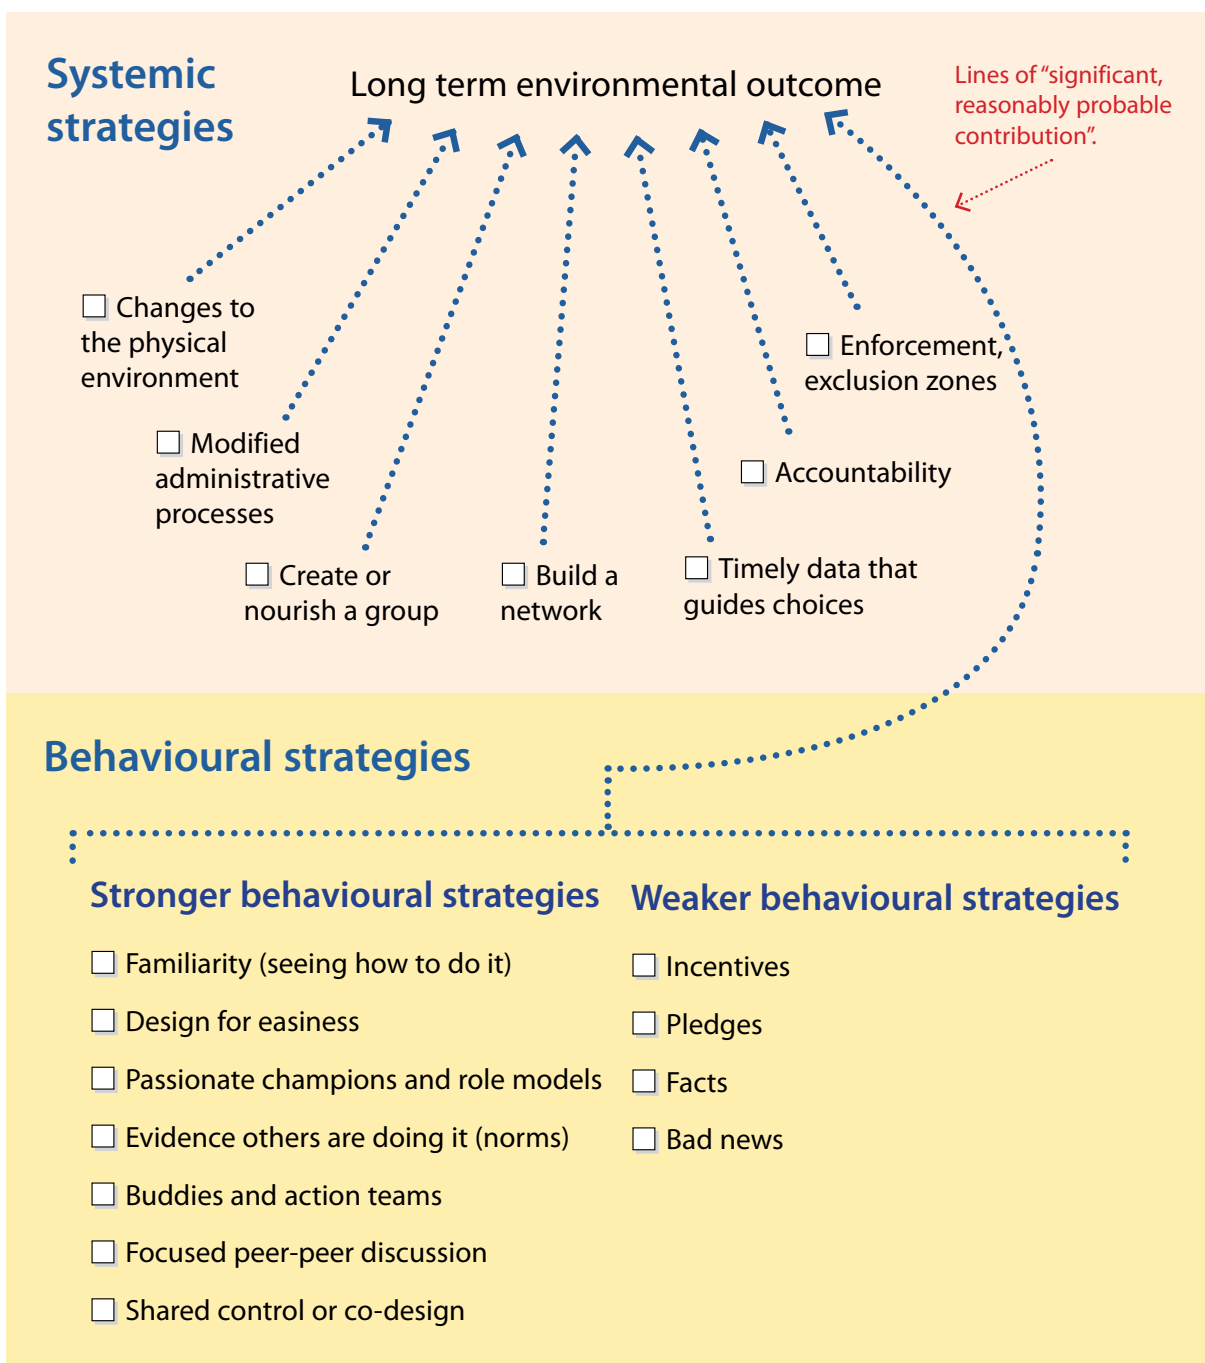 Systemic
strategies
Long term environmental outcome
Lines of “significant,
reasonably probable
contribution”.
☐ Changes to
the physical
environment
☐ Modified
administrative
processes
☐ Create or
nourish a group
☐ Build a
network
☐ Timely data that
guides choices
☐ Accountability
☐ Enforcement,
exclusion zones
Behavioural strategies
Stronger behavioural strategies
☐ Familiarity (seeing how to do it)
☐ Design for easiness
☐ Passionate champions and role models
☐ Evidence others are doing it (norms)
☐ Buddies and action teams
☐ Focused peer-peer discussion
☐ Shared control or co-design
Weaker behavioural strategies
☐ Incentives
☐ Pledges
☐ Facts
☐ Bad news